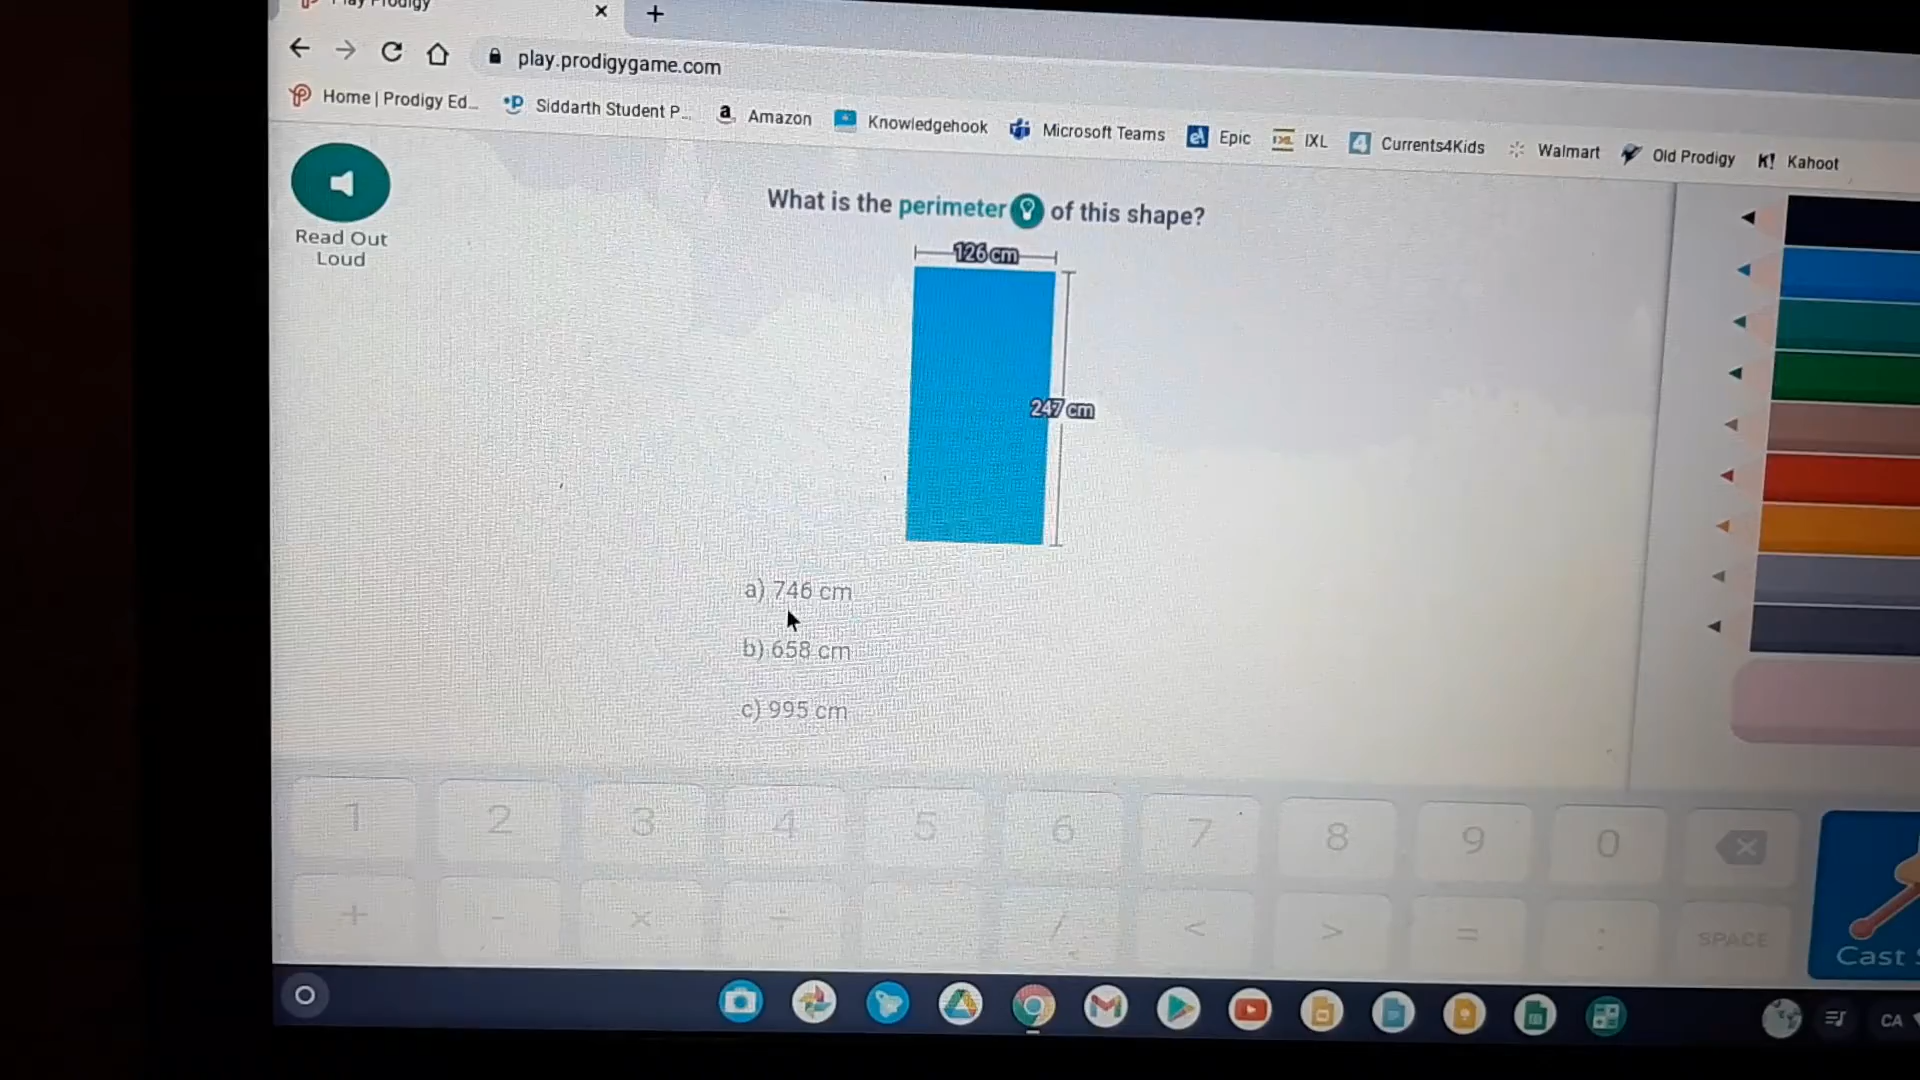 Play Prodigy
play.prodigygame.com
Home | Prodigy Ed...
Siddarth Student P...
Amazon
Knowledgehook
Microsoft Teams
Epic
IXL
Currents4Kids
Walmart
Old Prodigy
K! Kahoot
Read Out
Loud
What is the perimeter of this shape?
126 cm
247 cm
a) 746 cm
b) 658 cm
c) 995 cm
1 2 3 4 5 6 7 8 9 0
+ - × ÷ / < > = : SPACE
Cast
CA